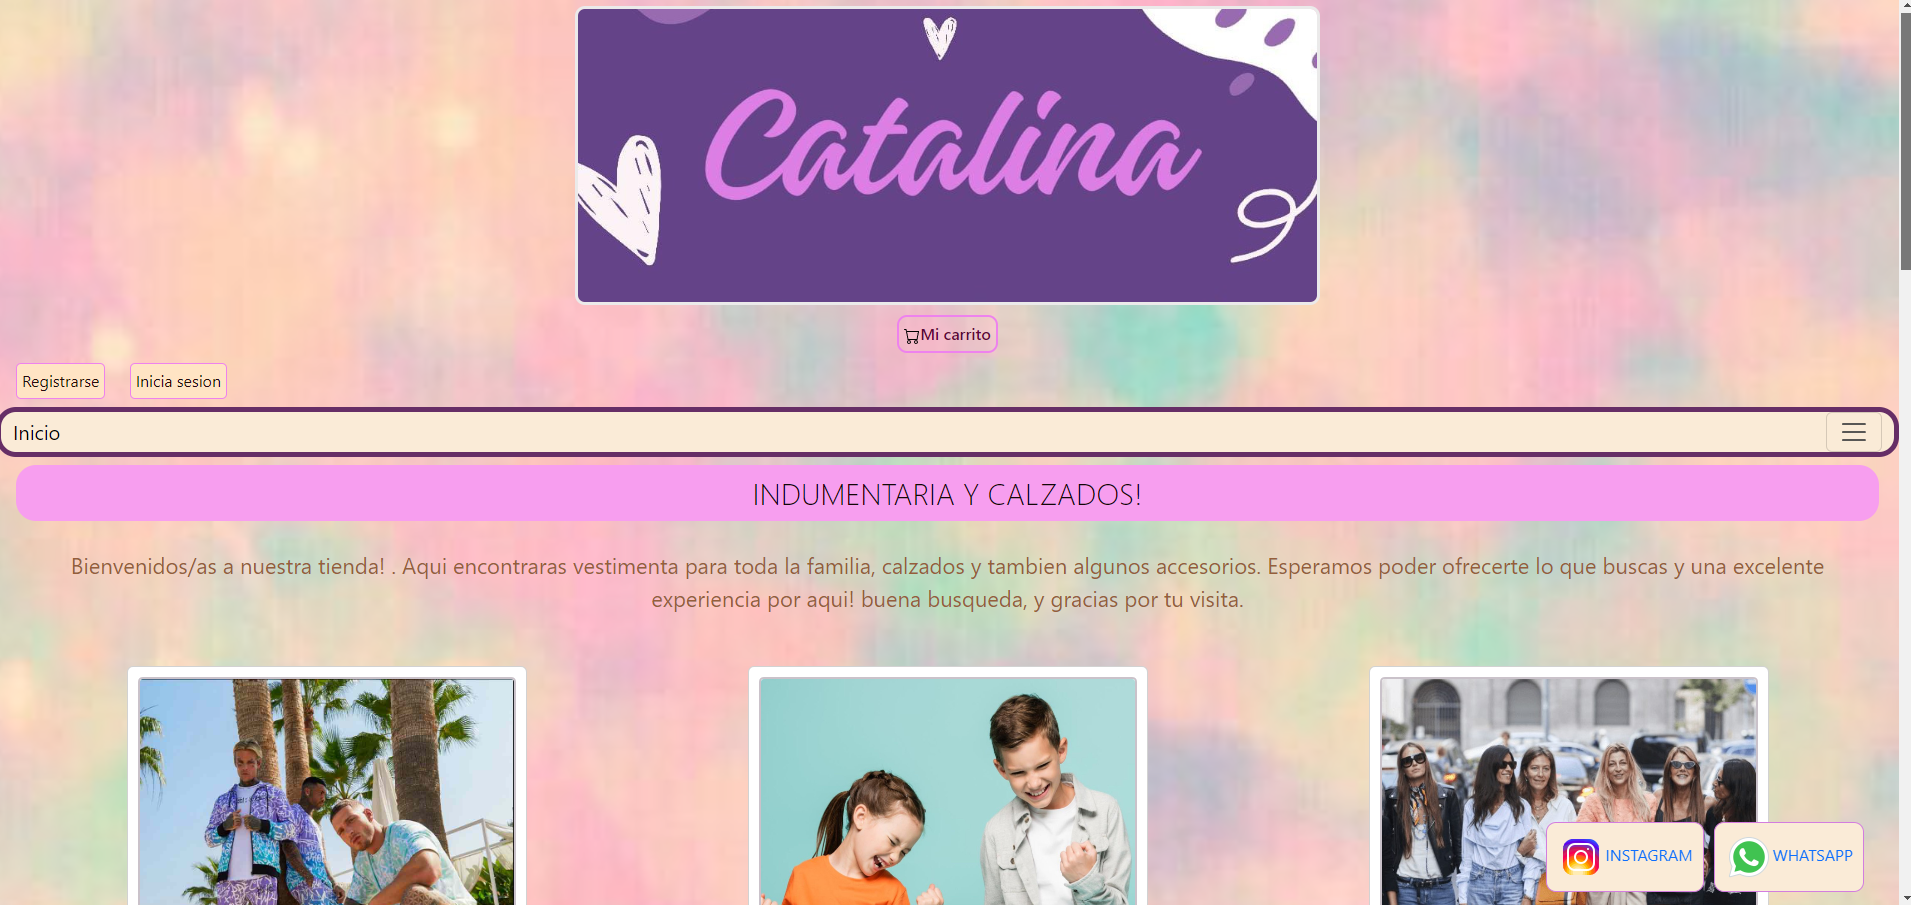 Catalina
Mi carrito
Registrarse
Inicia sesion
Inicio
INDUMENTARIA Y CALZADOS!
Bienvenidos/as a nuestra tienda! . Aqui encontraras vestimenta para toda la familia, calzados y tambien algunos accesorios. Esperamos poder ofrecerte lo que buscas y una excelente
experiencia por aqui! buena busqueda, y gracias por tu visita.
INSTAGRAM
WHATSAPP